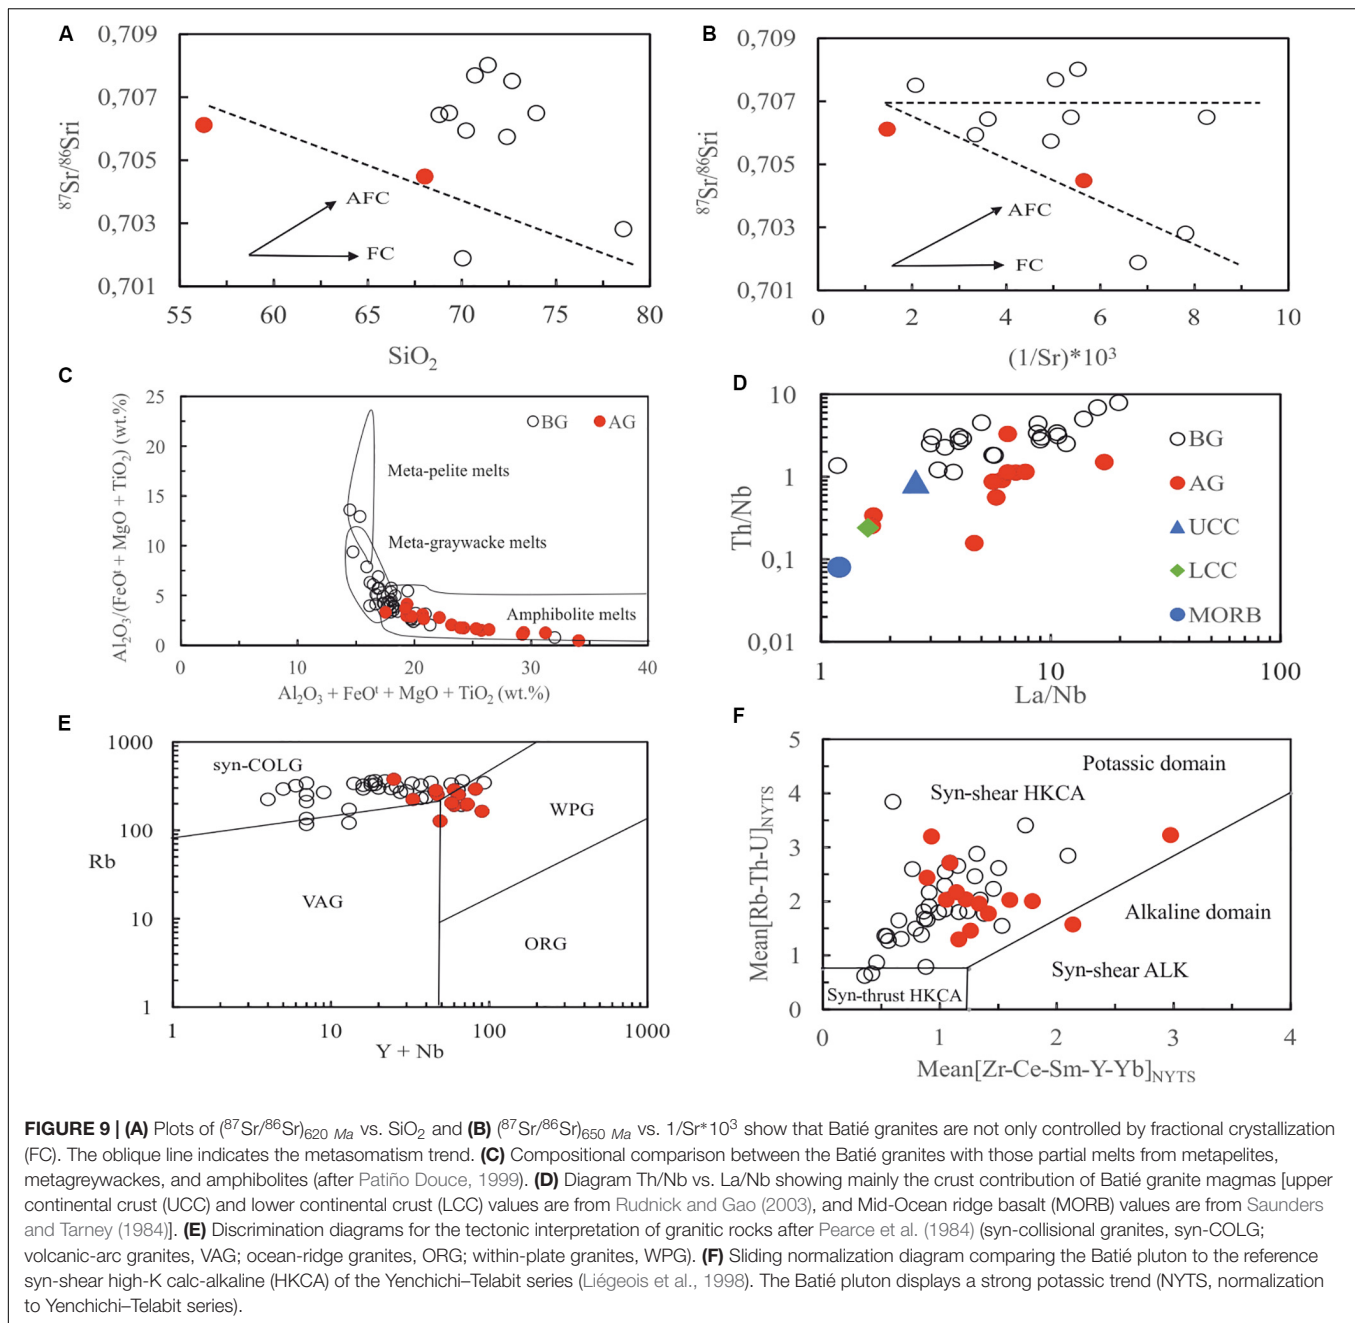 A
0,709
0,707
0,705
0,703
0,701
⁸⁷Sr/⁸⁶Sri
AFC
FC
55 60 65 70 75 80
SiO₂
B
0,709
0,707
0,705
0,703
0,701
⁸⁷Sr/⁸⁶Sri
AFC
FC
0 2 4 6 8 10
(1/Sr)*10³
C
25
20
15
10
5
0
Al₂O₃/(FeOᵗ + MgO + TiO₂) (wt.%)
BG AG
Meta-pelite melts
Meta-graywacke melts
Amphibolite melts
0 10 20 30 40
Al₂O₃ + FeOᵗ + MgO + TiO₂ (wt.%)
D
10
1
0,1
0,01
Th/Nb
BG
AG
UCC
LCC
MORB
1 10 100
La/Nb
E
1000
100
10
1
Rb
syn-COLG
WPG
VAG
ORG
1 10 100 1000
Y + Nb
F
5
4
3
2
1
0
Mean[Rb-Th-U]NYTS
Potassic domain
Syn-shear HKCA
Alkaline domain
Syn-shear ALK
Syn-thrust HKCA
0 1 2 3 4
Mean[Zr-Ce-Sm-Y-Yb]NYTS
FIGURE 9 | (A) Plots of (⁸⁷Sr/⁸⁶Sr)620 Ma vs. SiO₂ and (B) (⁸⁷Sr/⁸⁶Sr)650 Ma vs. 1/Sr*10³ show that Batié granites are not only controlled by fractional crystallization
(FC). The oblique line indicates the metasomatism trend. (C) Compositional comparison between the Batié granites with those partial melts from metapelites,
metagreywackes, and amphibolites (after Patiño Douce, 1999). (D) Diagram Th/Nb vs. La/Nb showing mainly the crust contribution of Batié granite magmas [upper
continental crust (UCC) and lower continental crust (LCC) values are from Rudnick and Gao (2003), and Mid-Ocean ridge basalt (MORB) values are from Saunders
and Tarney (1984)]. (E) Discrimination diagrams for the tectonic interpretation of granitic rocks after Pearce et al. (1984) (syn-collisional granites, syn-COLG;
volcanic-arc granites, VAG; ocean-ridge granites, ORG; within-plate granites, WPG). (F) Sliding normalization diagram comparing the Batié pluton to the reference
syn-shear high-K calc-alkaline (HKCA) of the Yenchichi–Telabit series (Liégeois et al., 1998). The Batié pluton displays a strong potassic trend (NYTS, normalization
to Yenchichi–Telabit series).